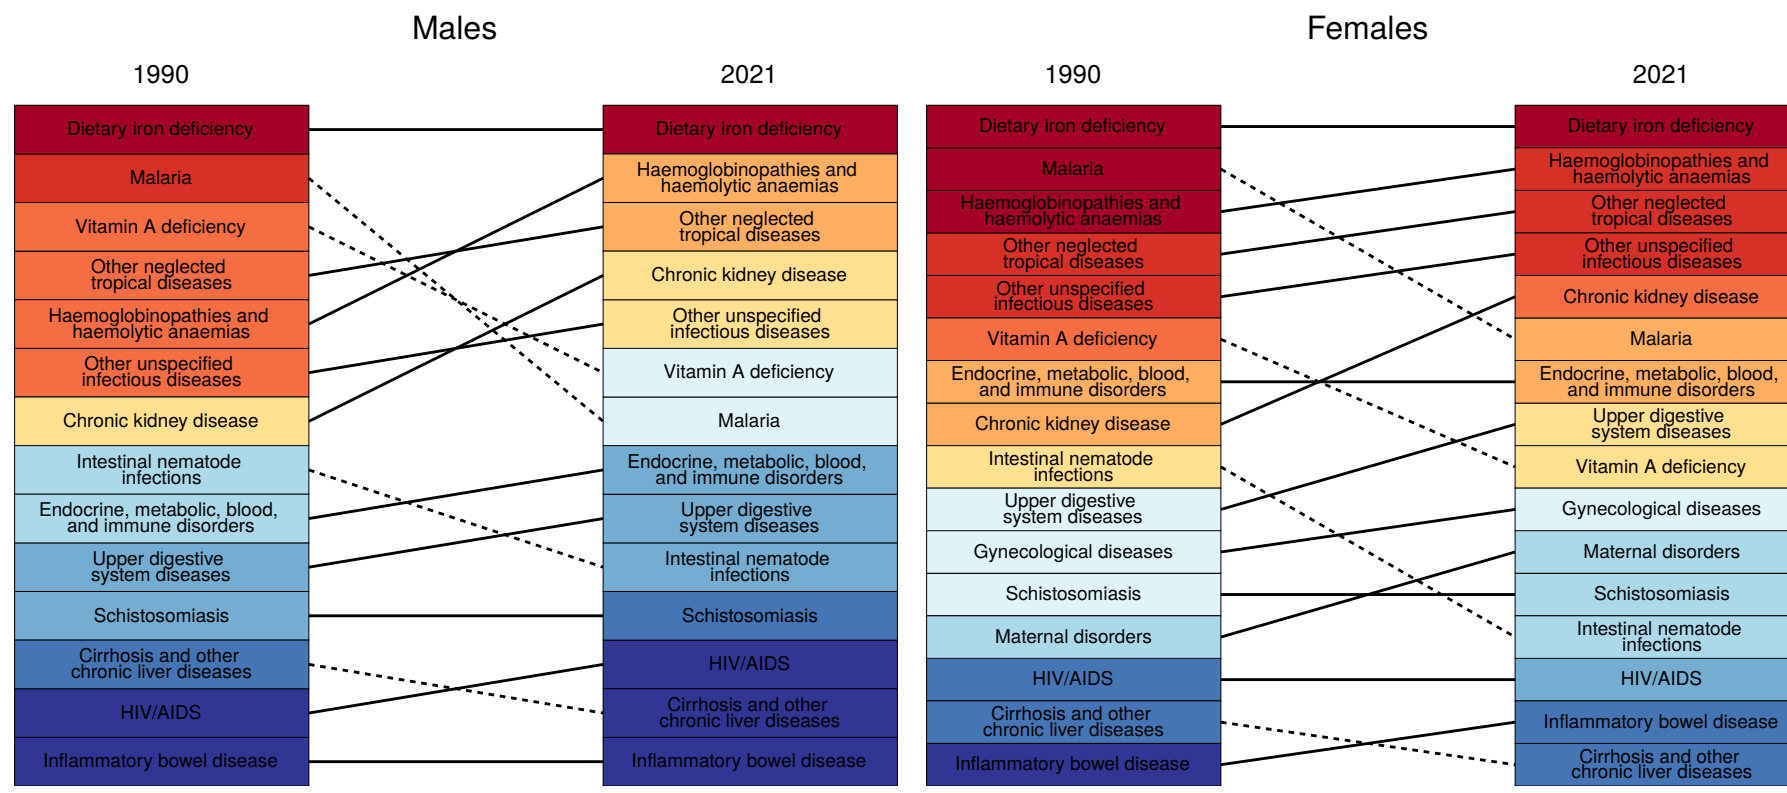 Males
1990
2021
Dietary iron deficiency
Malaria
Vitamin A deficiency
Other neglected
tropical diseases
Haemoglobinopathies and
haemolytic anaemias
Other unspecified
infectious diseases
Chronic kidney disease
Intestinal nematode
infections
Endocrine, metabolic, blood,
and immune disorders
Upper digestive
system diseases
Schistosomiasis
Cirrhosis and other
chronic liver diseases
HIV/AIDS
Inflammatory bowel disease
Dietary iron deficiency
Haemoglobinopathies and
haemolytic anaemias
Other neglected
tropical diseases
Chronic kidney disease
Other unspecified
infectious diseases
Vitamin A deficiency
Malaria
Endocrine, metabolic, blood,
and immune disorders
Upper digestive
system diseases
Intestinal nematode
infections
Schistosomiasis
HIV/AIDS
Cirrhosis and other
chronic liver diseases
Inflammatory bowel disease
Females
1990
2021
Dietary iron deficiency
Malaria
Haemoglobinopathies and
haemolytic anaemias
Other neglected
tropical diseases
Other unspecified
infectious diseases
Vitamin A deficiency
Endocrine, metabolic, blood,
and immune disorders
Chronic kidney disease
Intestinal nematode
infections
Upper digestive
system diseases
Gynecological diseases
Schistosomiasis
Maternal disorders
HIV/AIDS
Cirrhosis and other
chronic liver diseases
Inflammatory bowel disease
Dietary iron deficiency
Haemoglobinopathies and
haemolytic anaemias
Other neglected
tropical diseases
Other unspecified
infectious diseases
Chronic kidney disease
Malaria
Endocrine, metabolic, blood,
and immune disorders
Upper digestive
system diseases
Vitamin A deficiency
Gynecological diseases
Maternal disorders
Schistosomiasis
Intestinal nematode
infections
HIV/AIDS
Inflammatory bowel disease
Cirrhosis and other
chronic liver diseases